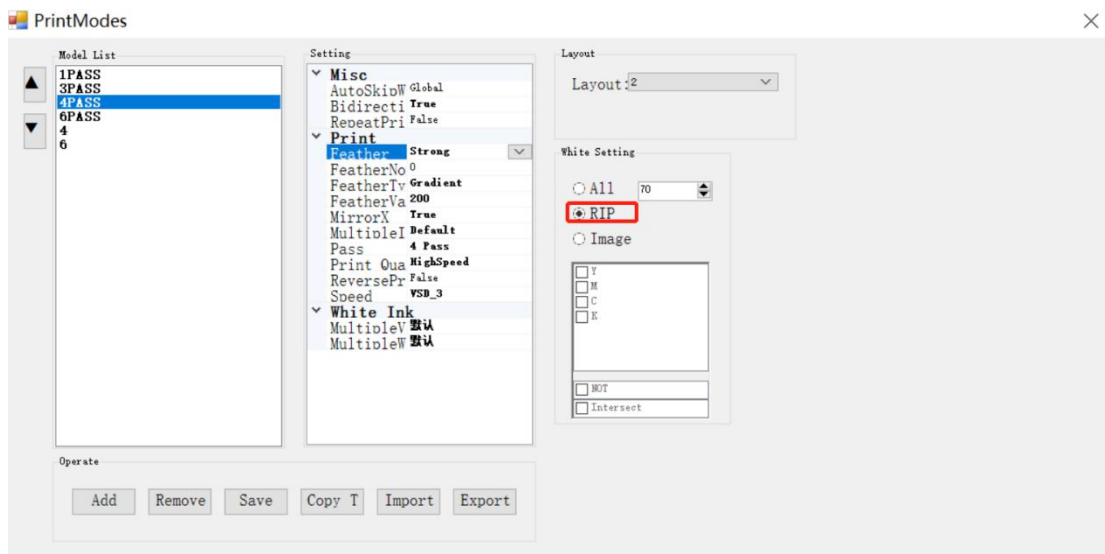 PrintModes
Model List
1PASS
3PASS
4PASS
6PASS
4
6
Setting
Misc
AutoSkipW Global
Bidirecti True
RepeatPri False
Print
Feather Strong
FeatherNo 0
FeatherTy Gradient
FeatherVa 200
MirrorX True
MultipleI Default
Pass 4 Pass
Print Qua HighSpeed
ReversePr False
Speed VSD_3
White Ink
MultipleV 默认
MultipleW 默认
Layout
Layout: 2
White Setting
All 70
RIP
Image
Y
M
C
K
NOT
Intersect
Operate
Add Remove Save Copy T Import Export